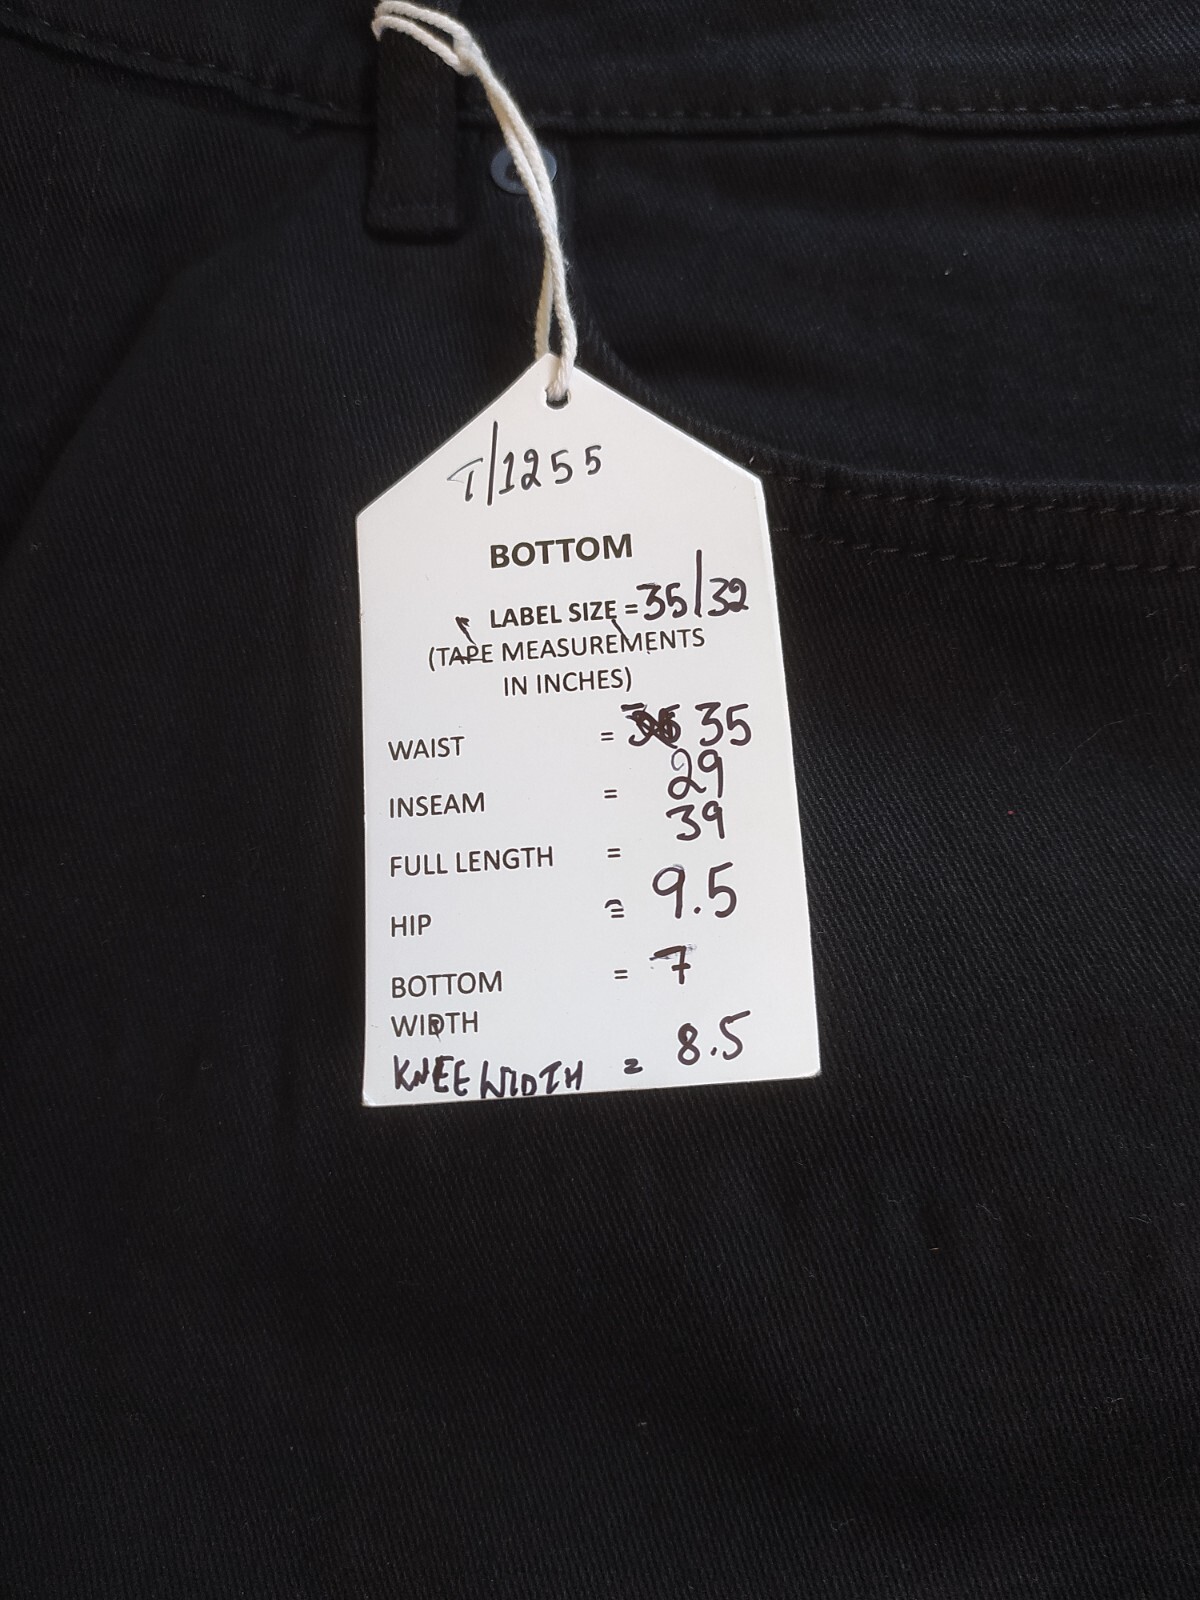 T/1255
BOTTOM
LABEL SIZE = 35/32
(TAPE MEASUREMENTS
IN INCHES)
WAIST = 35
INSEAM = 29
FULL LENGTH = 39
HIP = 9.5
BOTTOM = 7
WIDTH
KNEE WIDTH = 8.5